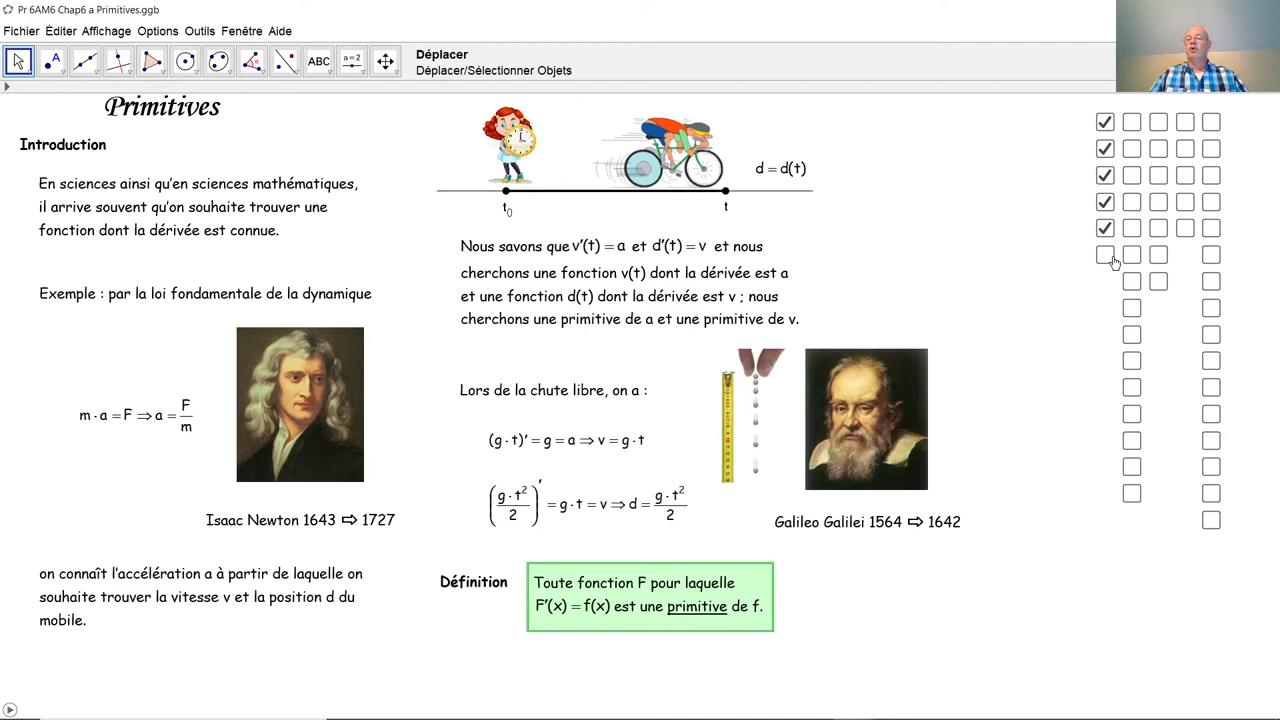 Pr 6AM6 Chap6 a Primitives.ggb
Fichier Éditer Affichage Options Outils Fenêtre Aide
A
ABC
a=2
Déplacer
Déplacer/Sélectionner Objets
Primitives
Introduction
En sciences ainsi qu'en sciences mathématiques,
il arrive souvent qu'on souhaite trouver une
fonction dont la dérivée est connue.
Exemple : par la loi fondamentale de la dynamique
m · a = F ⇒ a = F/m
Isaac Newton 1643 ⇨ 1727
on connaît l'accélération a à partir de laquelle on
souhaite trouver la vitesse v et la position d du
mobile.
d = d(t)
t₀ t
Nous savons que v′(t) = a et d′(t) = v et nous
cherchons une fonction v(t) dont la dérivée est a
et une fonction d(t) dont la dérivée est v ; nous
cherchons une primitive de a et une primitive de v.
Lors de la chute libre, on a :
(g · t)′ = g = a ⇒ v = g · t
(g · t²/2)′ = g · t = v ⇒ d = g · t²/2
Galileo Galilei 1564 ⇨ 1642
Définition
Toute fonction F pour laquelle
F′(x) = f(x) est une primitive de f.